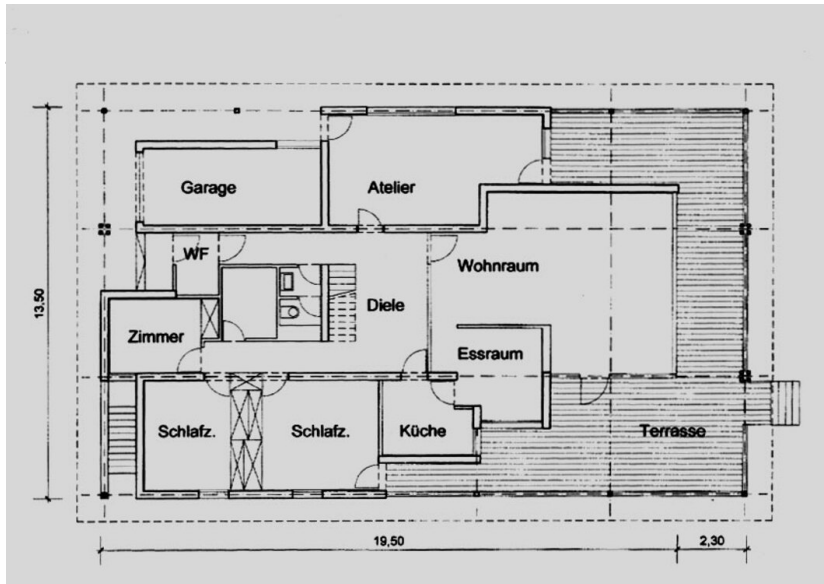 Garage
Atelier
WF
Wohnraum
Diele
Zimmer
Essraum
Schlafz.
Schlafz.
Küche
Terrasse
13,50
19,50
2,30